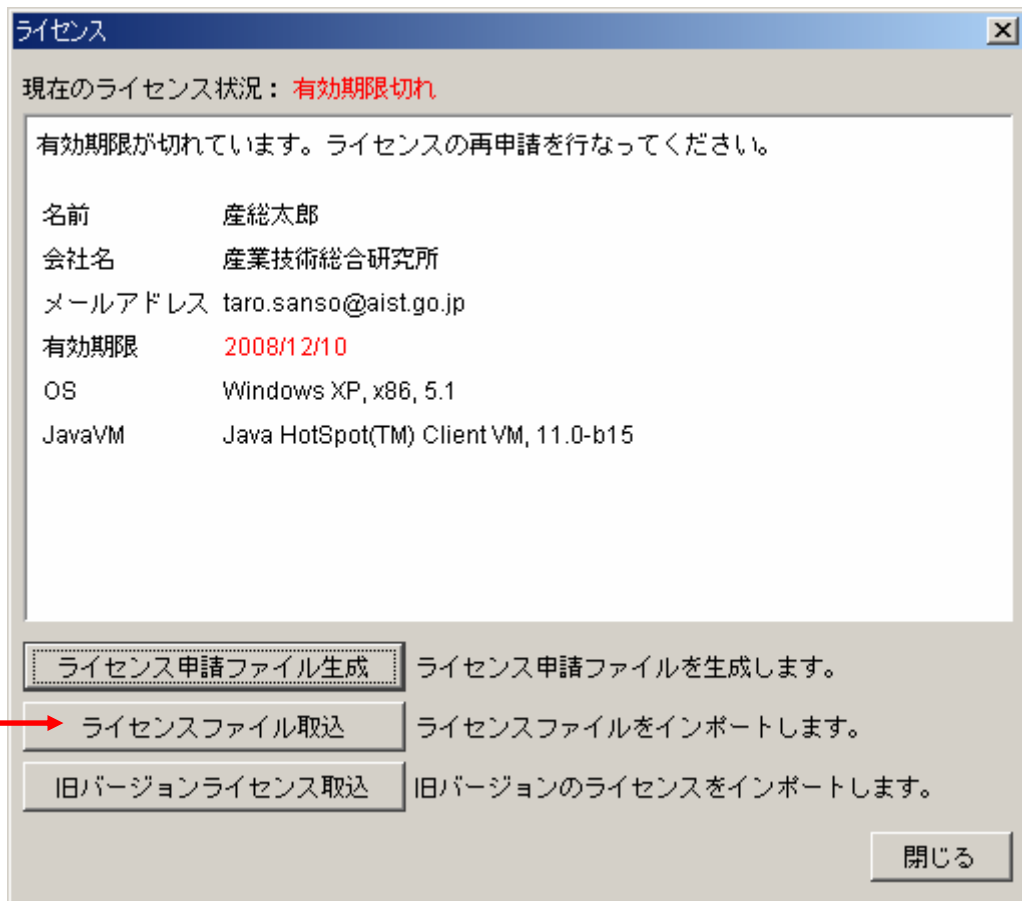 ライセンス
現在のライセンス状況： 有効期限切れ
有効期限が切れています。ライセンスの再申請を行なってください。
名前 産総太郎
会社名 産業技術総合研究所
メールアドレス taro.sanso@aist.go.jp
有効期限 2008/12/10
OS Windows XP, x86, 5.1
JavaVM Java HotSpot(TM) Client VM, 11.0-b15
ライセンス申請ファイル生成 ライセンス申請ファイルを生成します。
ライセンスファイル取込 ライセンスファイルをインポートします。
旧バージョンライセンス取込 旧バージョンのライセンスをインポートします。
閉じる